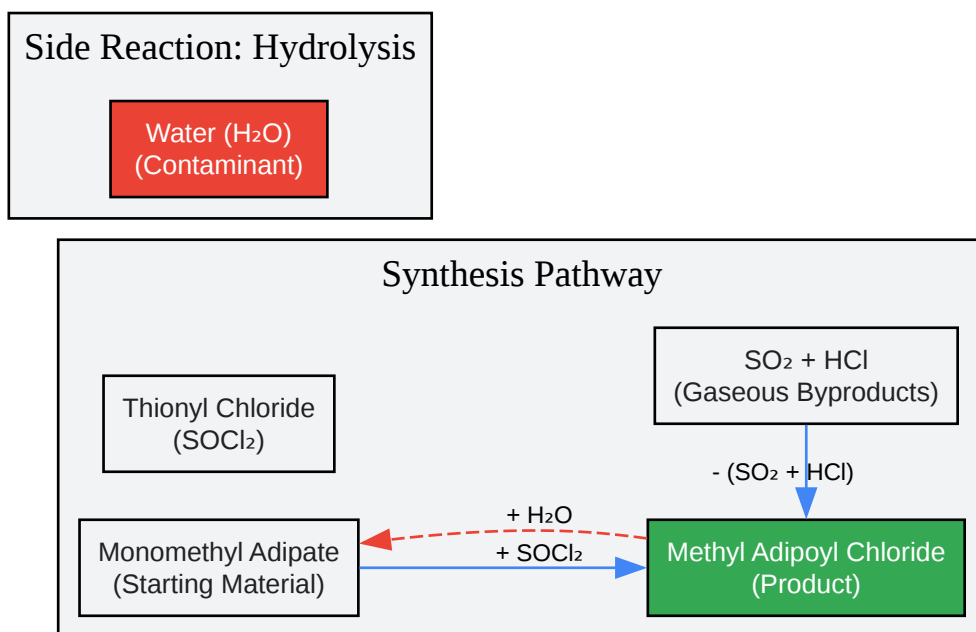 Side Reaction: Hydrolysis
Water (H₂O)
(Contaminant)
Synthesis Pathway
SO₂ + HCl
(Gaseous Byproducts)
Thionyl Chloride
(SOCl₂)
- (SO₂ + HCl)
+ H₂O
+ SOCl₂
Monomethyl Adipate
(Starting Material)
Methyl Adipoyl Chloride
(Product)